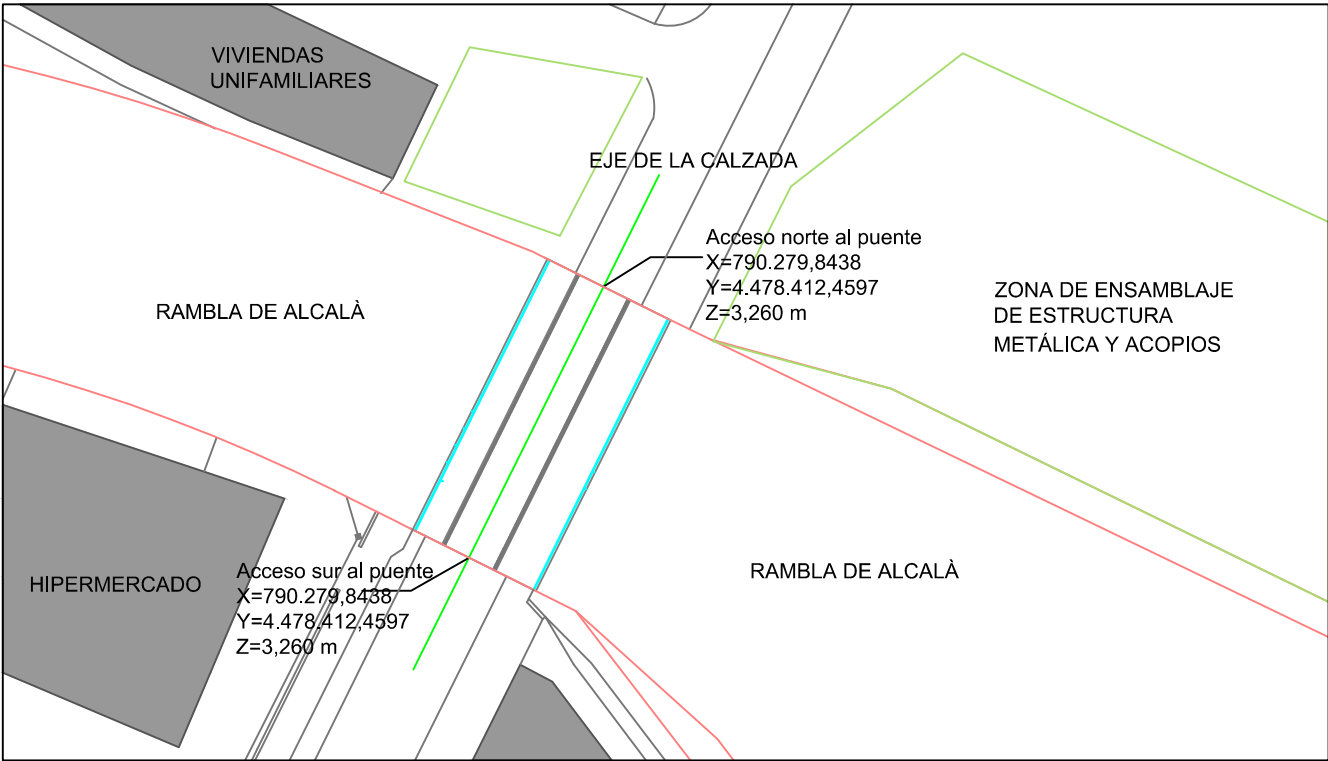 VIVIENDAS
UNIFAMILIARES
EJE DE LA CALZADA
Acceso norte al puente
X=790.279,8438
Y=4.478.412,4597
Z=3,260 m
RAMBLA DE ALCALÀ
ZONA DE ENSAMBLAJE
DE ESTRUCTURA
METÁLICA Y ACOPIOS
HIPERMERCADO
Acceso sur al puente
X=790.279,8438
Y=4.478.412,4597
Z=3,260 m
RAMBLA DE ALCALÀ